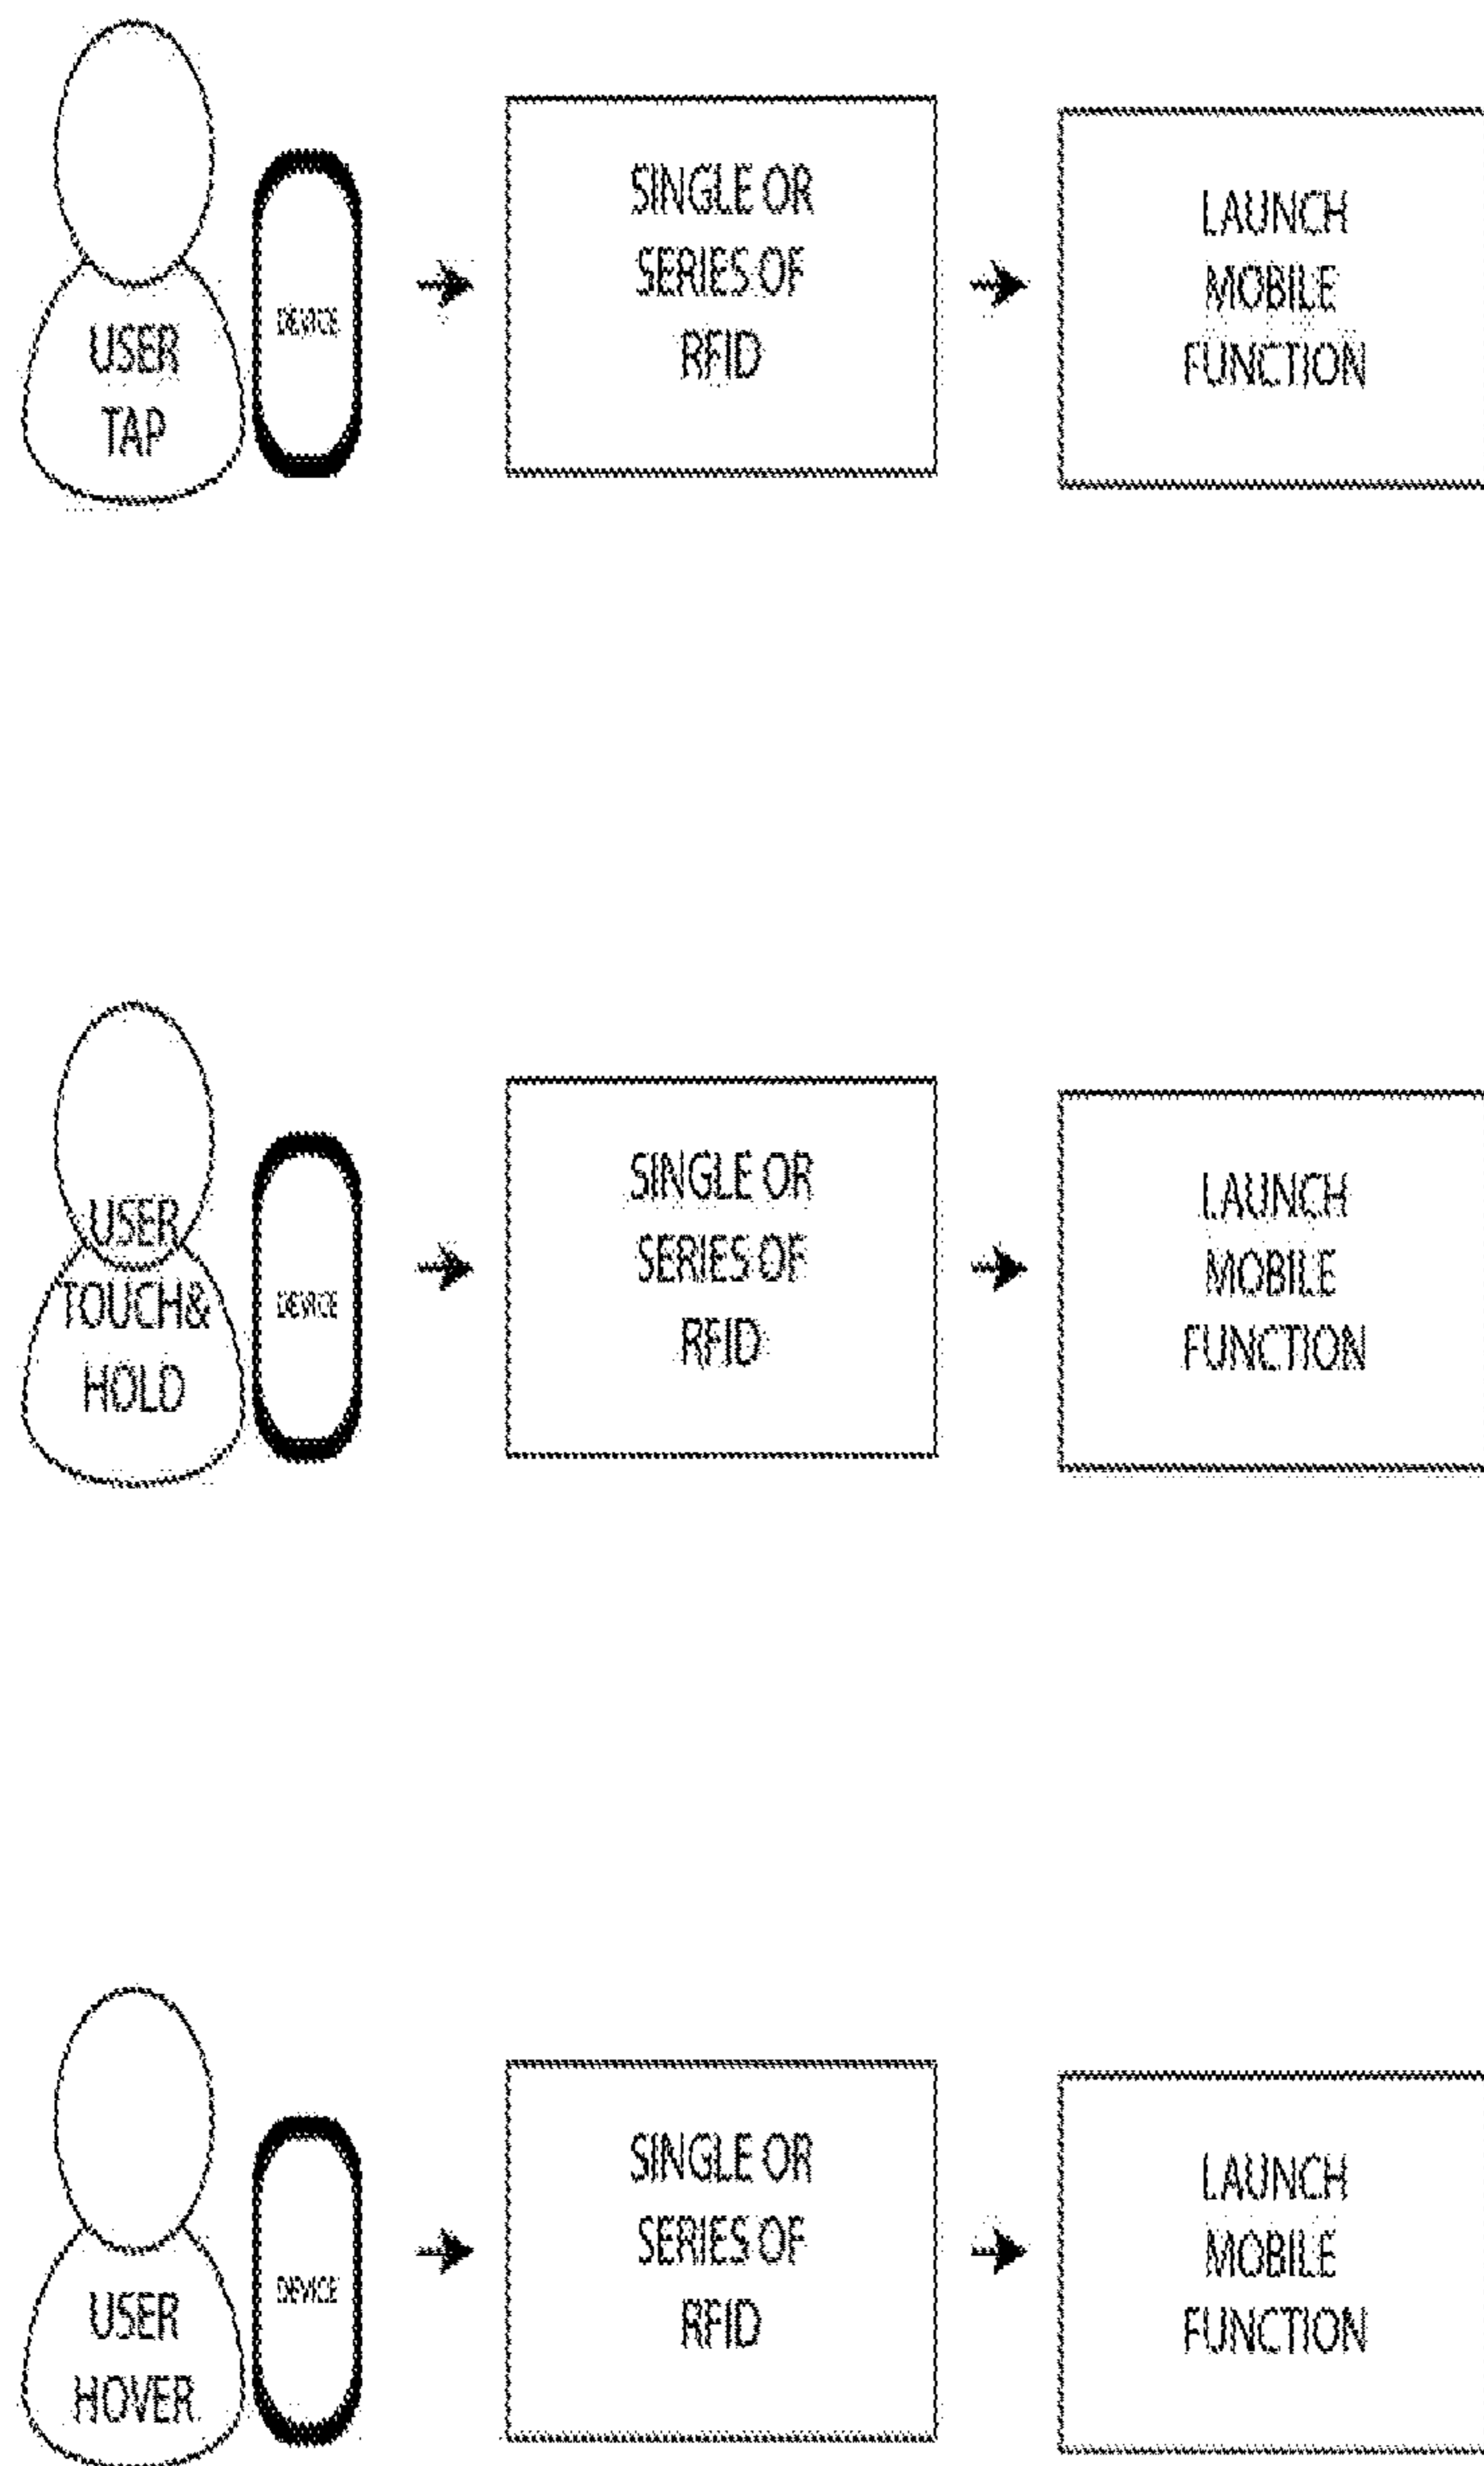 USER
TAP
DEVICE
SINGLE OR
SERIES OF
RFID
LAUNCH
MOBILE
FUNCTION
USER
TOUCH&
HOLD
DEVICE
SINGLE OR
SERIES OF
RFID
LAUNCH
MOBILE
FUNCTION
USER
HOVER
DEVICE
SINGLE OR
SERIES OF
RFID
LAUNCH
MOBILE
FUNCTION